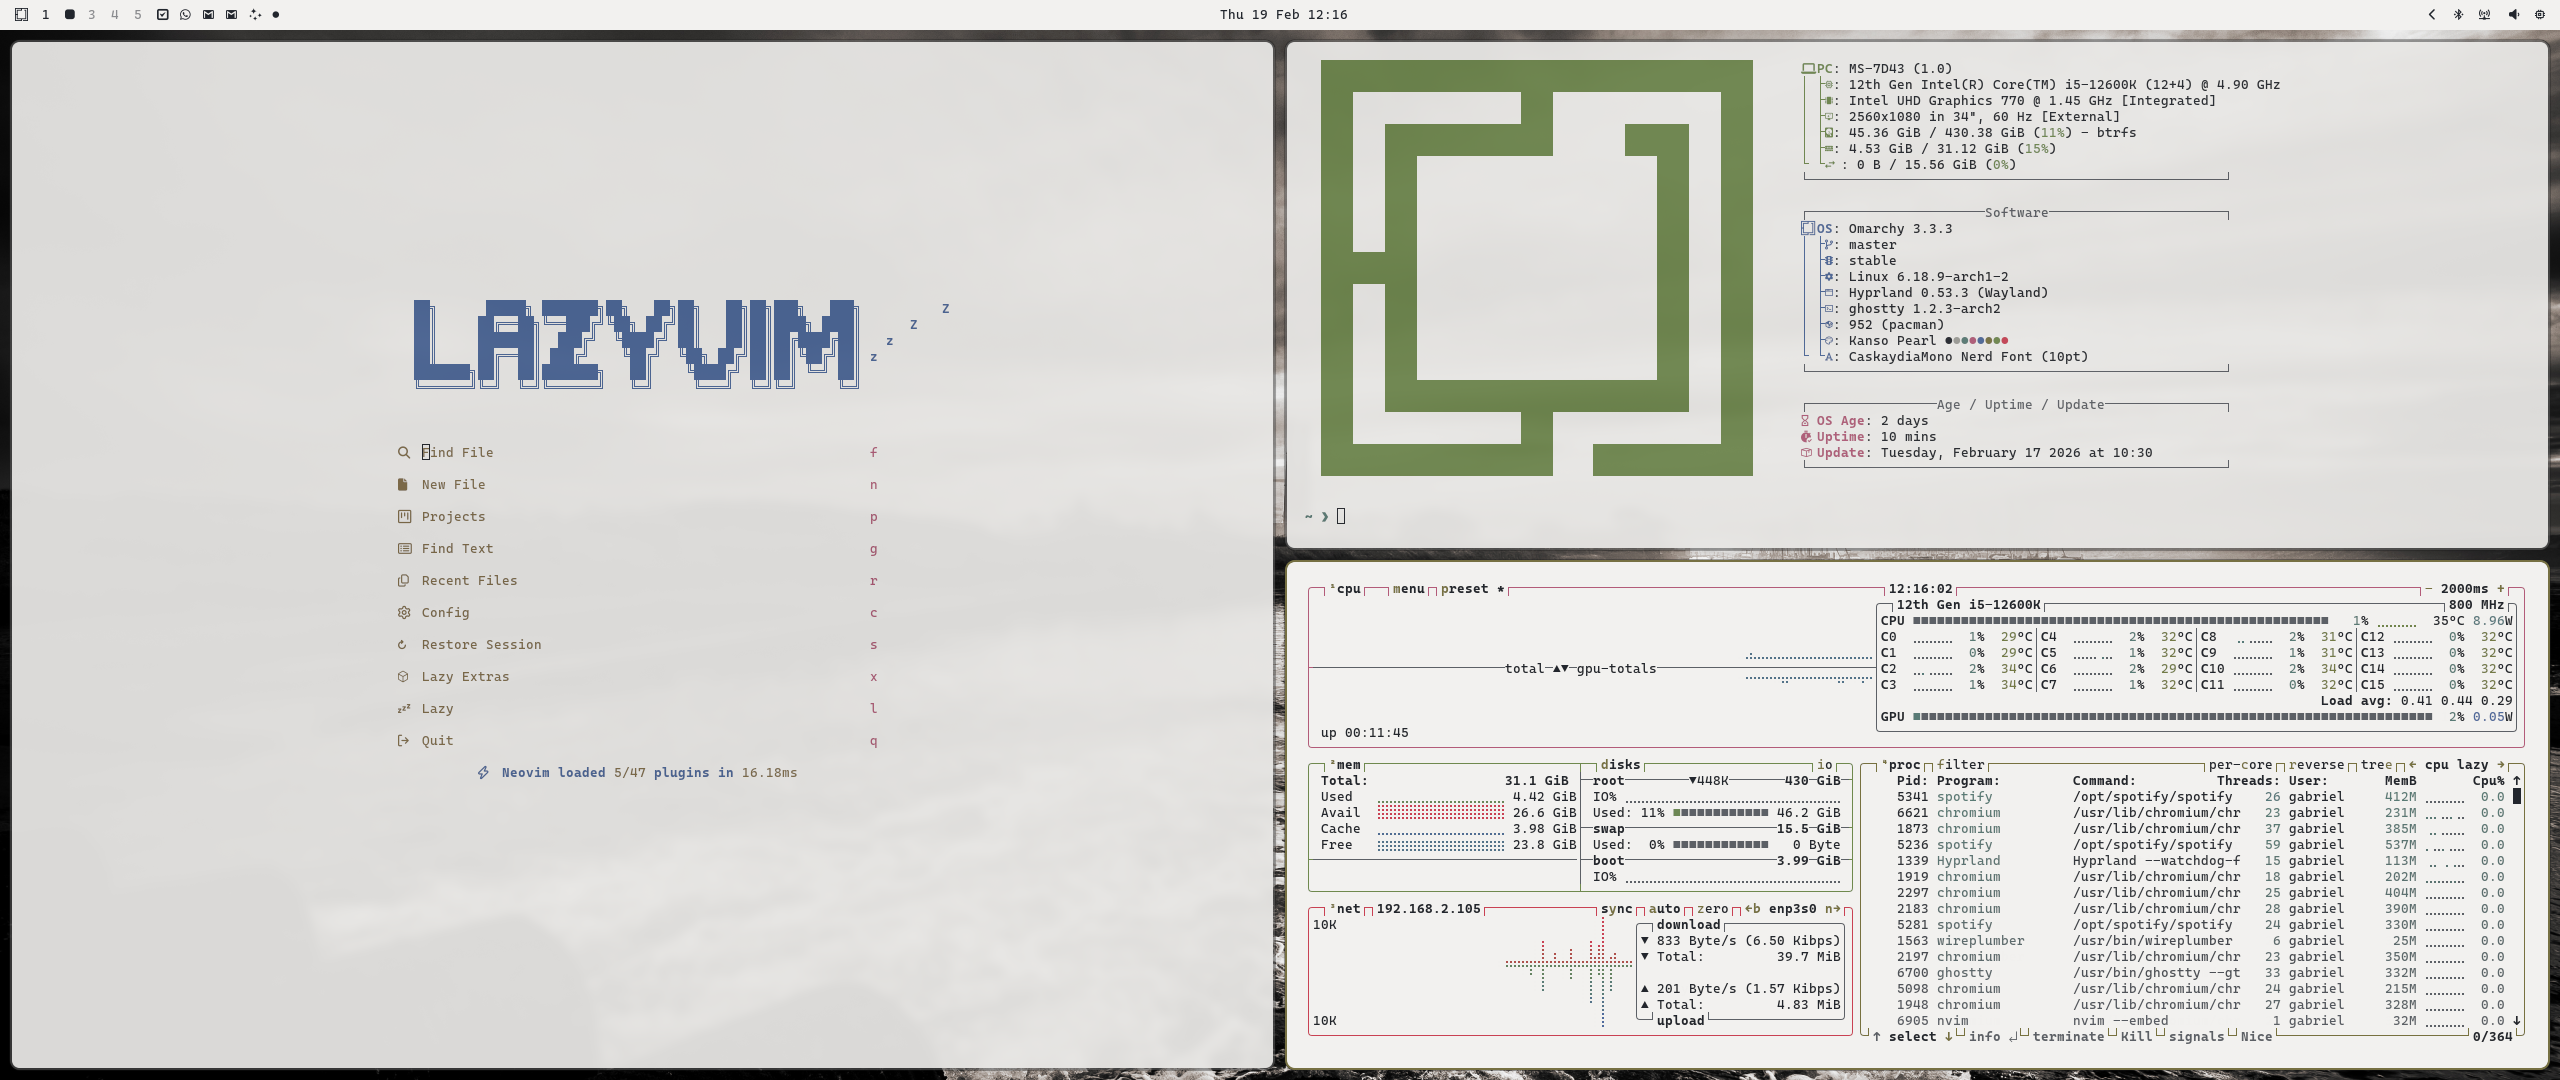 1 3 4 5
Thu 19 Feb 12:16
LAZYVIM
Z
Z
z
z
Find File f
New File n
Projects p
Find Text g
Recent Files r
Config c
Restore Session s
Lazy Extras x
Lazy l
Quit q
Neovim loaded 5/47 plugins in 16.18ms
PC: MS-7D43 (1.0)
: 12th Gen Intel(R) Core(TM) i5-12600K (12+4) @ 4.90 GHz
: Intel UHD Graphics 770 @ 1.45 GHz [Integrated]
: 2560x1080 in 34", 60 Hz [External]
: 45.36 GiB / 430.38 GiB (11%) - btrfs
: 4.53 GiB / 31.12 GiB (15%)
: 0 B / 15.56 GiB (0%)
Software
OS: Omarchy 3.3.3
: master
: stable
: Linux 6.18.9-arch1-2
: Hyprland 0.53.3 (Wayland)
: ghostty 1.2.3-arch2
: 952 (pacman)
: Kanso Pearl ●●●●●●●●
: CaskaydiaMono Nerd Font (10pt)
Age / Uptime / Update
OS Age: 2 days
Uptime: 10 mins
Update: Tuesday, February 17 2026 at 10:30
~ ❯
¹cpu menu preset * 12:16:02 - 2000ms +
12th Gen i5-12600K 800 MHz
CPU 1% 35°C 8.96W
C0 1% 29°C C4 2% 32°C C8 2% 31°C C12 0% 32°C
C1 0% 29°C C5 1% 32°C C9 1% 31°C C13 0% 32°C
total ▲▼ gpu-totals
C2 2% 34°C C6 2% 29°C C10 2% 34°C C14 0% 32°C
C3 1% 34°C C7 1% 32°C C11 0% 32°C C15 0% 32°C
Load avg: 0.41 0.44 0.29
GPU 2% 0.05W
up 00:11:45
²mem disks io
Total: 31.1 GiB
Used 4.42 GiB
Avail 26.6 GiB
Cache 3.98 GiB
Free 23.8 GiB
root ▼448K 430 GiB
IO%
Used: 11% 46.2 GiB
swap 15.5 GiB
Used: 0% 0 Byte
boot 3.99 GiB
IO%
³net 192.168.2.105 sync auto zero ←b enp3s0 n→
10K
10K
download
▼ 833 Byte/s (6.50 Kibps)
▼ Total: 39.7 MiB
▲ 201 Byte/s (1.57 Kibps)
▲ Total: 4.83 MiB
upload
⁴proc filter per-core reverse tree ← cpu lazy →
Pid: Program: Command: Threads: User: MemB Cpu% ↑
5341 spotify /opt/spotify/spotify 26 gabriel 412M 0.0
6621 chromium /usr/lib/chromium/chr 23 gabriel 231M 0.0
1873 chromium /usr/lib/chromium/chr 37 gabriel 385M 0.0
5236 spotify /opt/spotify/spotify 59 gabriel 537M 0.0
1339 Hyprland Hyprland --watchdog-f 15 gabriel 113M 0.0
1919 chromium /usr/lib/chromium/chr 18 gabriel 202M 0.0
2297 chromium /usr/lib/chromium/chr 25 gabriel 404M 0.0
2183 chromium /usr/lib/chromium/chr 28 gabriel 390M 0.0
5281 spotify /opt/spotify/spotify 24 gabriel 330M 0.0
1563 wireplumber /usr/bin/wireplumber 6 gabriel 25M 0.0
2197 chromium /usr/lib/chromium/chr 23 gabriel 350M 0.0
6700 ghostty /usr/bin/ghostty --gt 33 gabriel 332M 0.0
5098 chromium /usr/lib/chromium/chr 24 gabriel 215M 0.0
1948 chromium /usr/lib/chromium/chr 27 gabriel 328M 0.0
6905 nvim nvim --embed 1 gabriel 32M 0.0 ↓
↑ select ↓ info ↵ terminate Kill signals Nice 0/364